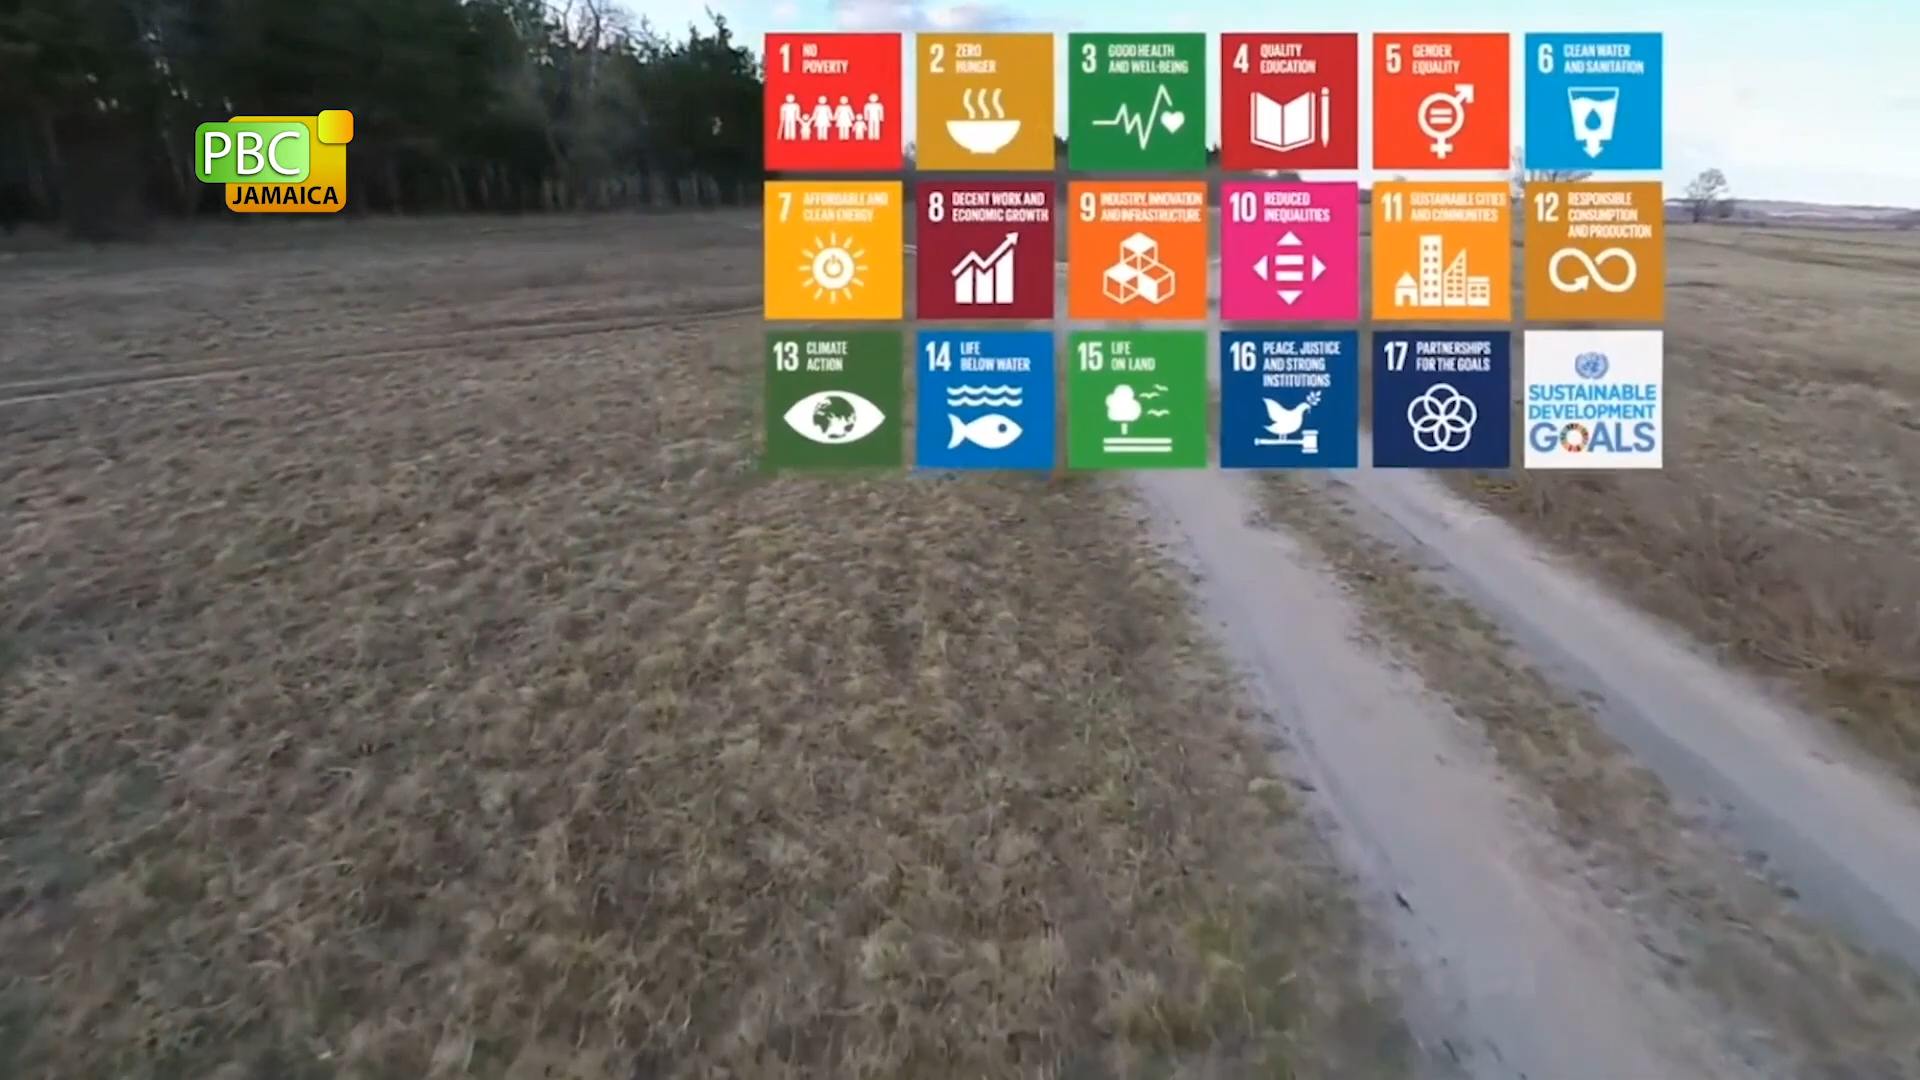 PBC
JAMAICA
1 NO
POVERTY
2 ZERO
HUNGER
3 GOOD HEALTH
AND WELL-BEING
4 QUALITY
EDUCATION
5 GENDER
EQUALITY
6 CLEAN WATER
AND SANITATION
7 AFFORDABLE AND
CLEAN ENERGY
8 DECENT WORK AND
ECONOMIC GROWTH
9 INDUSTRY, INNOVATION
AND INFRASTRUCTURE
10 REDUCED
INEQUALITIES
11 SUSTAINABLE CITIES
AND COMMUNITIES
12 RESPONSIBLE
CONSUMPTION
AND PRODUCTION
13 CLIMATE
ACTION
14 LIFE
BELOW WATER
15 LIFE
ON LAND
16 PEACE, JUSTICE
AND STRONG
INSTITUTIONS
17 PARTNERSHIPS
FOR THE GOALS
SUSTAINABLE
DEVELOPMENT
GOALS